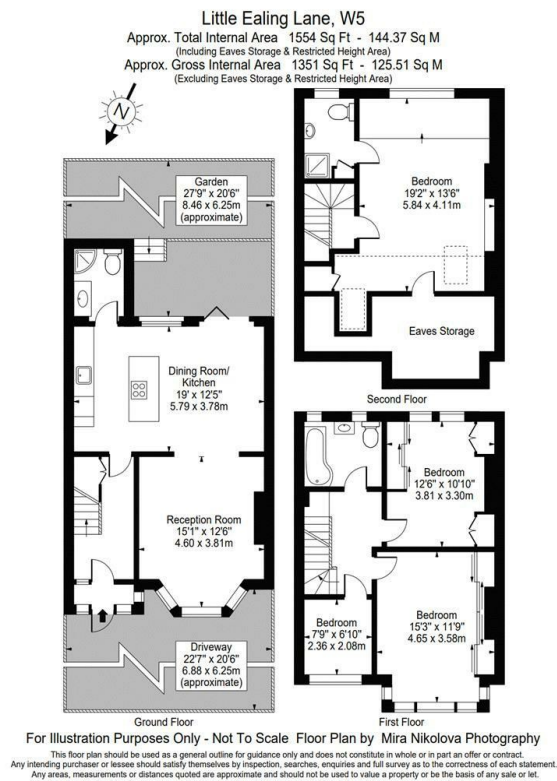 Little Ealing Lane, W5
Approx. Total Internal Area 1554 Sq Ft - 144.37 Sq M
(Including Eaves Storage & Restricted Height Area)
Approx. Gross Internal Area 1351 Sq Ft - 125.51 Sq M
(Excluding Eaves Storage & Restricted Height Area)
N
Garden
27'9" x 20'6"
8.46 x 6.25m
(approximate)
Dining Room/
Kitchen
19' x 12'5"
5.79 x 3.78m
Reception Room
15'1" x 12'6"
4.60 x 3.81m
Driveway
22'7" x 20'6"
6.88 x 6.25m
(approximate)
Ground Floor
Bedroom
19'2" x 13'6"
5.84 x 4.11m
Eaves Storage
Second Floor
Bedroom
12'6" x 10'10"
3.81 x 3.30m
Bedroom
7'9" x 6'10"
2.36 x 2.08m
Bedroom
15'3" x 11'9"
4.65 x 3.58m
First Floor
For Illustration Purposes Only - Not To Scale Floor Plan by Mira Nikolova Photography
This floor plan should be used as a general outline for guidance only and does not constitute in whole or in part an offer or contract.
Any intending purchaser or lessee should satisfy themselves by inspection, searches, enquiries and full survey as to the correctness of each statement.
Any areas, measurements or distances quoted are approximate and should not be used to value a property or be the basis of any sale or let.